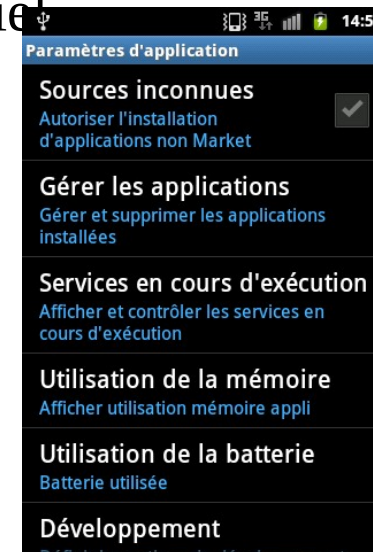 14:5
Paramètres d'application
Sources inconnues
Autoriser l'installation
d'applications non Market
Gérer les applications
Gérer et supprimer les applications
installées
Services en cours d'exécution
Afficher et contrôler les services en
cours d'exécution
Utilisation de la mémoire
Afficher utilisation mémoire appli
Utilisation de la batterie
Batterie utilisée
Développement